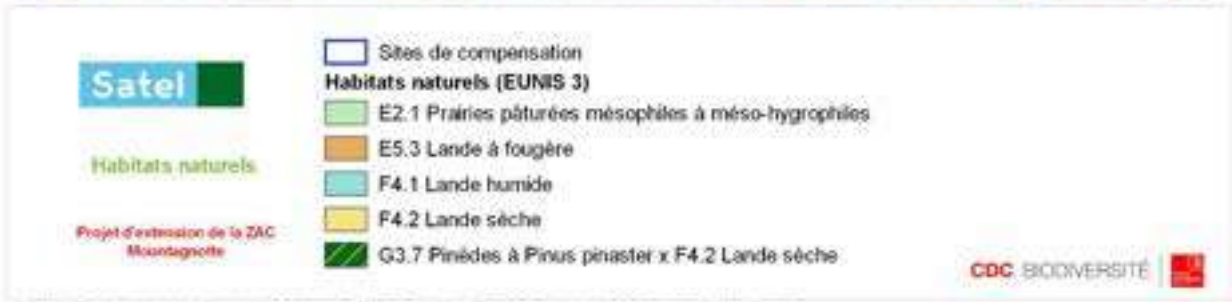 Satel
Habitats naturels
Projet d'extension de la ZAC
Mountagnotte
Sites de compensation
Habitats naturels (EUNIS 3)
E2.1 Prairies pâturées mésophiles à méso-hygrophiles
E5.3 Lande à fougère
F4.1 Lande humide
F4.2 Lande sèche
G3.7 Pinèdes à Pinus pinaster x F4.2 Lande sèche
CDC BIODIVERSITÉ